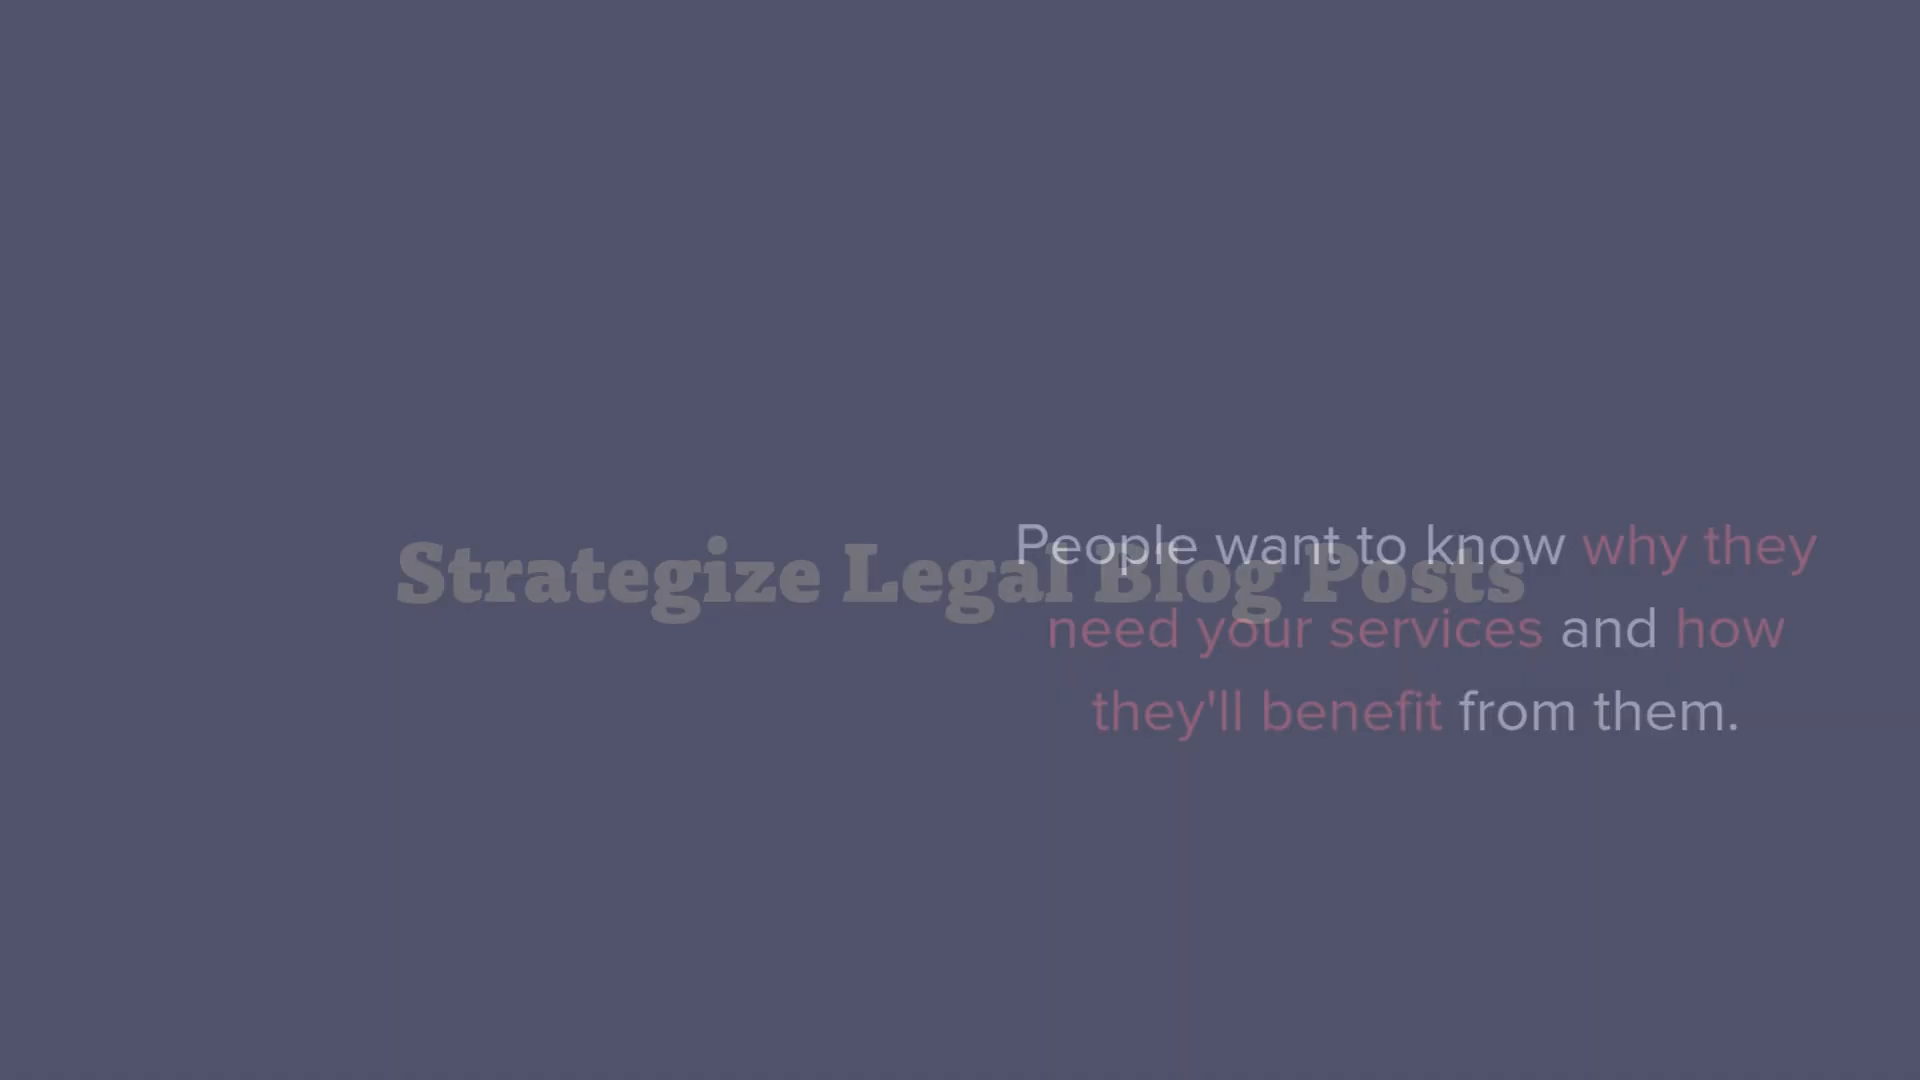 Strategize Legal Blog Posts
People want to know why they
need your services and how
they'll benefit from them.